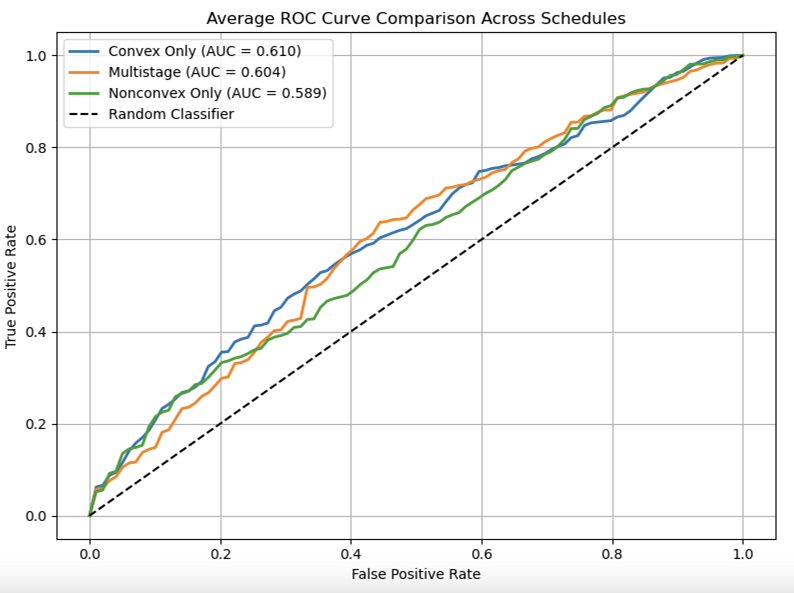 Average ROC Curve Comparison Across Schedules
Convex Only (AUC = 0.610)
Multistage (AUC = 0.604)
Nonconvex Only (AUC = 0.589)
Random Classifier
True Positive Rate
1.0
0.8
0.6
0.4
0.2
0.0
0.0 0.2 0.4 0.6 0.8 1.0
False Positive Rate